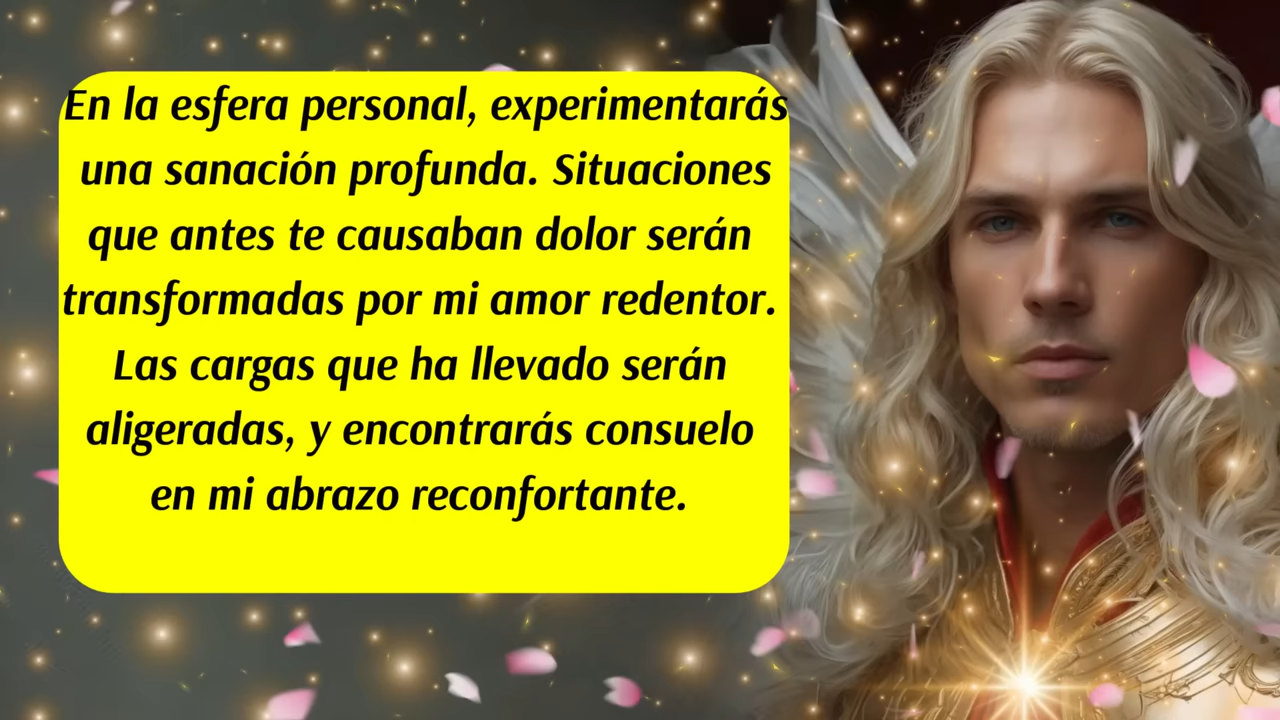 En la esfera personal, experimentarás
una sanación profunda. Situaciones
que antes te causaban dolor serán
transformadas por mi amor redentor.
Las cargas que ha llevado serán
aligeradas, y encontrarás consuelo
en mi abrazo reconfortante.